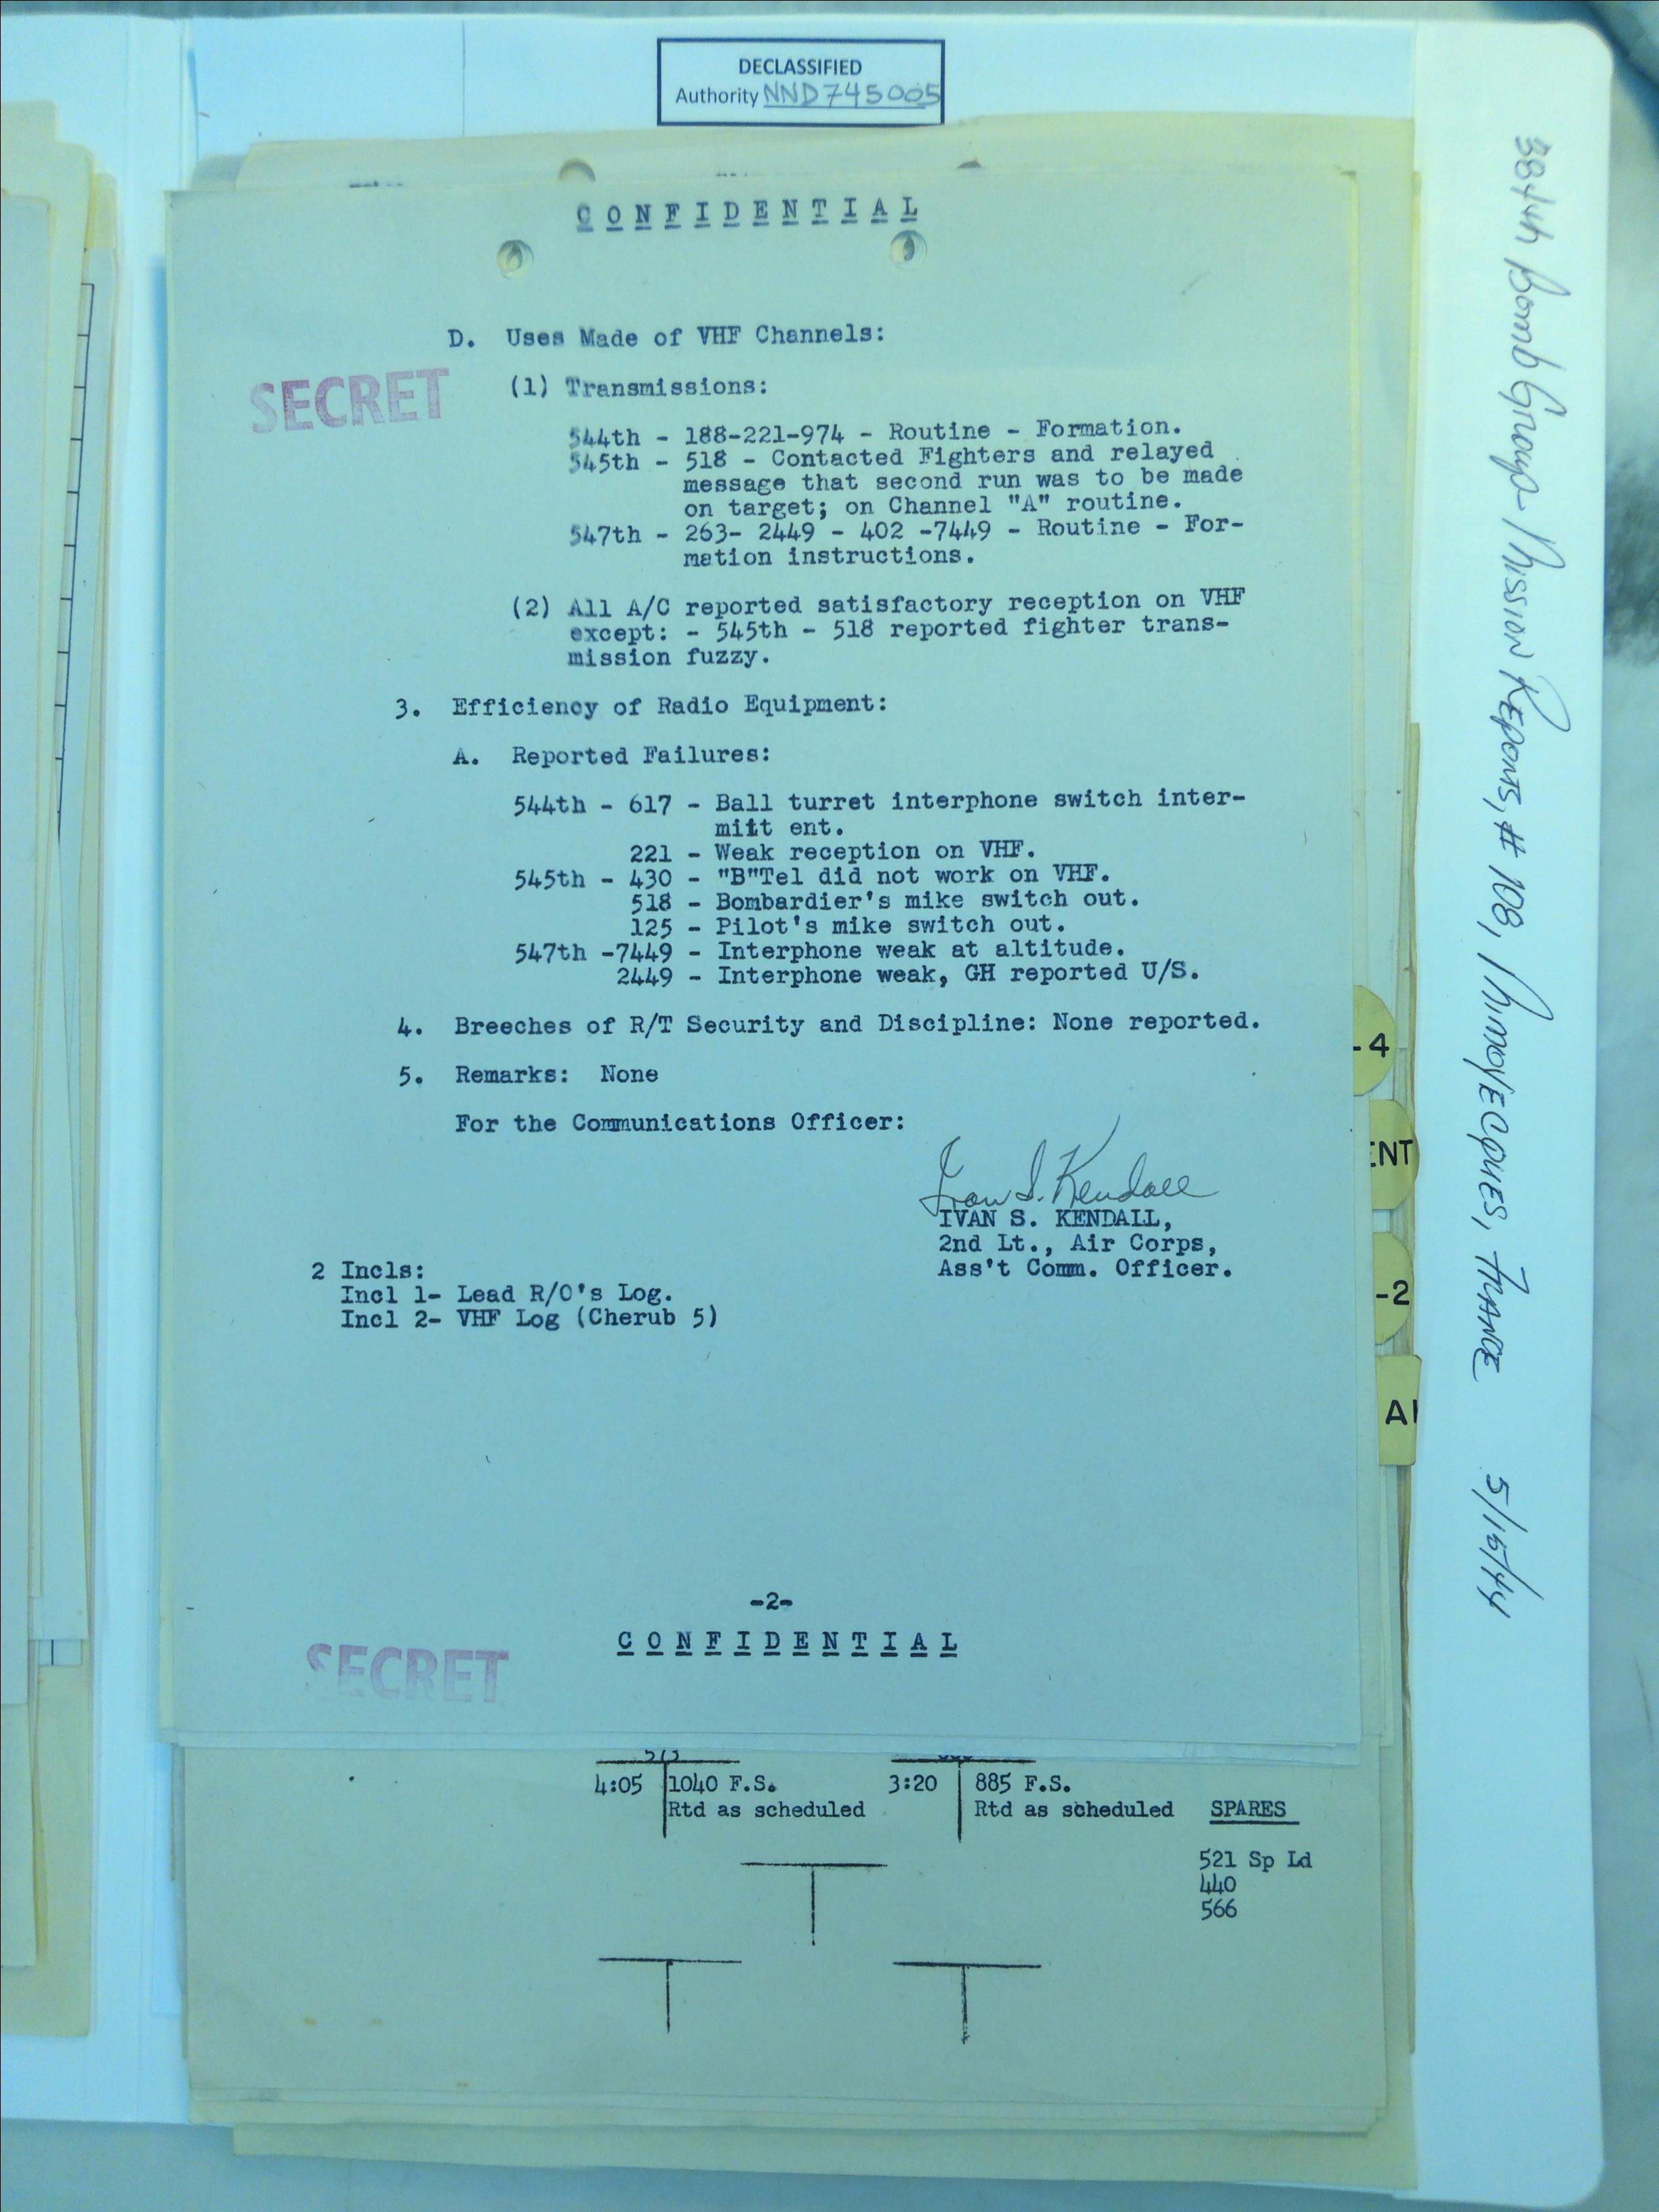 DECLASSIFIED
Authority NND745005
C O N F I D E N T I A L
D. Uses Made of VHF Channels:
SECRET
(1) Transmissions:
544th - 188-221-974 - Routine - Formation.
545th - 518 - Contacted Fighters and relayed
message that second run was to be made
on target; on Channel "A" routine.
547th - 263- 2449 - 402 -7449 - Routine - For-
mation instructions.
(2) All A/C reported satisfactory reception on VHF
except: - 545th - 518 reported fighter trans-
mission fuzzy.
3. Efficiency of Radio Equipment:
A. Reported Failures:
544th - 617 - Ball turret interphone switch inter-
mitt ent.
221 - Weak reception on VHF.
545th - 430 - "B"Tel did not work on VHF.
518 - Bombardier's mike switch out.
125 - Pilot's mike switch out.
547th -7449 - Interphone weak at altitude.
2449 - Interphone weak, GH reported U/S.
4. Breeches of R/T Security and Discipline: None reported.
5. Remarks: None
For the Communications Officer:
Ivan S. Kendall
IVAN S. KENDALL,
2nd Lt., Air Corps,
Ass't Comm. Officer.
2 Incls:
Incl 1- Lead R/O's Log.
Incl 2- VHF Log (Cherub 5)
-2-
C O N F I D E N T I A L
SECRET
4:05 1040 F.S.
Rtd as scheduled
3:20 885 F.S.
Rtd as scheduled
SPARES
521 Sp Ld
440
566
-4
ENT
-2
384th Bomb Group - Mission Reports, # 108, Mimoyecques, France 5/15/44